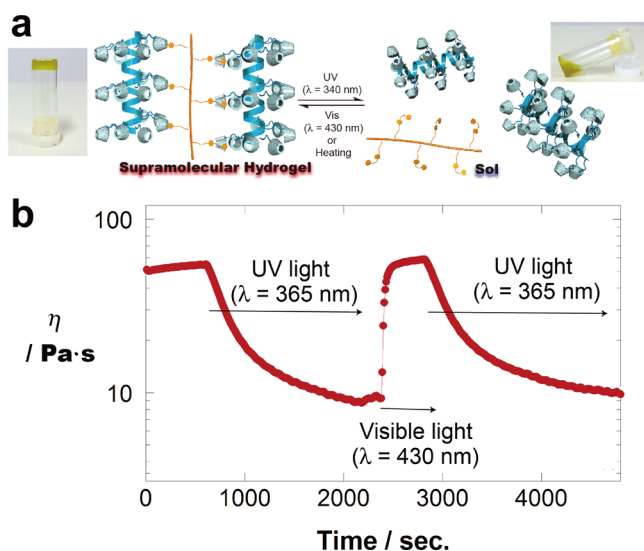 a
UV
(λ = 340 nm)
Vis
(λ = 430 nm)
or
Heating
Supramolecular Hydrogel
Sol
b
100
UV light
(λ = 365 nm)
UV light
(λ = 365 nm)
η
/ Pa·s
10
Visible light
(λ = 430 nm)
0
1000
2000
3000
4000
Time / sec.